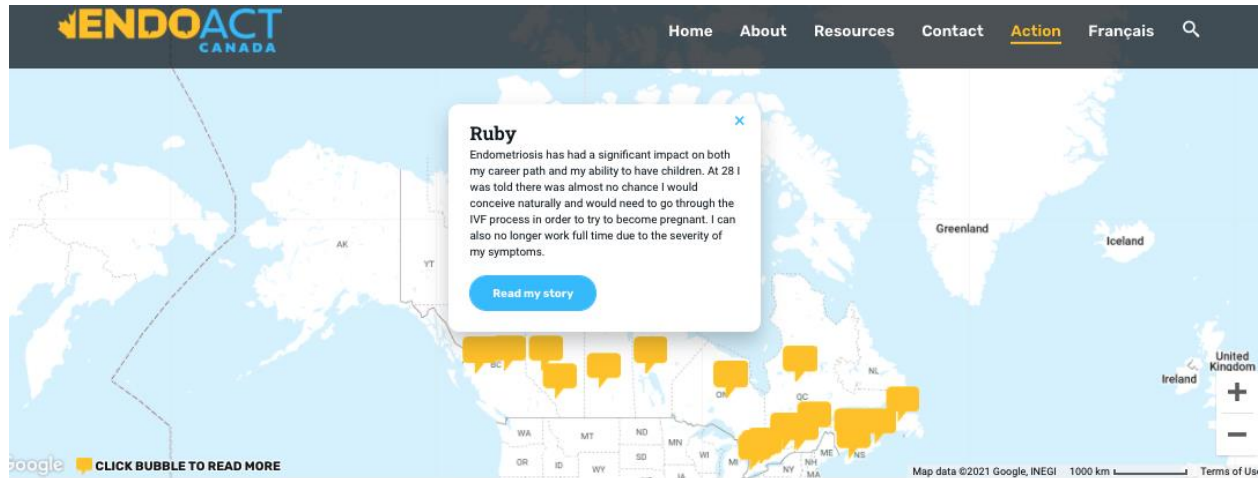 ENDOACT
CANADA
Home About Resources Contact Action Français
Ruby
Endometriosis has had a significant impact on both
my career path and my ability to have children. At 28 I
was told there was almost no chance I would
conceive naturally and would need to go through the
IVF process in order to try to become pregnant. I can
also no longer work full time due to the severity of
my symptoms.
Read my story
Greenland
Iceland
AK
YT
BC
ON
QC
NL
United
Kingdom
Ireland
WA
MT
ND
MN
OR
ID
WY
SD
WI
MI
IA
NY
NH
MA
ME
NS
Google
CLICK BUBBLE TO READ MORE
Map data ©2021 Google, INEGI 1000 km Terms of Use